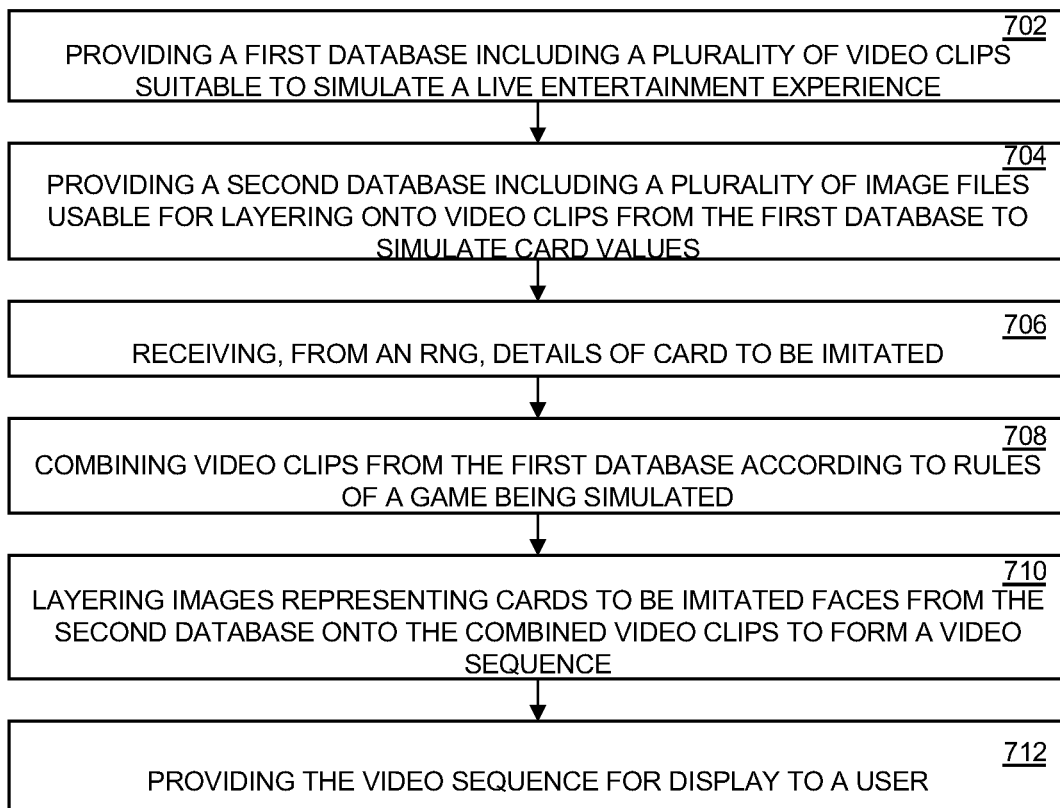 702
PROVIDING A FIRST DATABASE INCLUDING A PLURALITY OF VIDEO CLIPS
SUITABLE TO SIMULATE A LIVE ENTERTAINMENT EXPERIENCE
704
PROVIDING A SECOND DATABASE INCLUDING A PLURALITY OF IMAGE FILES
USABLE FOR LAYERING ONTO VIDEO CLIPS FROM THE FIRST DATABASE TO
SIMULATE CARD VALUES
706
RECEIVING, FROM AN RNG, DETAILS OF CARD TO BE IMITATED
708
COMBINING VIDEO CLIPS FROM THE FIRST DATABASE ACCORDING TO RULES
OF A GAME BEING SIMULATED
710
LAYERING IMAGES REPRESENTING CARDS TO BE IMITATED FACES FROM THE
SECOND DATABASE ONTO THE COMBINED VIDEO CLIPS TO FORM A VIDEO
SEQUENCE
712
PROVIDING THE VIDEO SEQUENCE FOR DISPLAY TO A USER